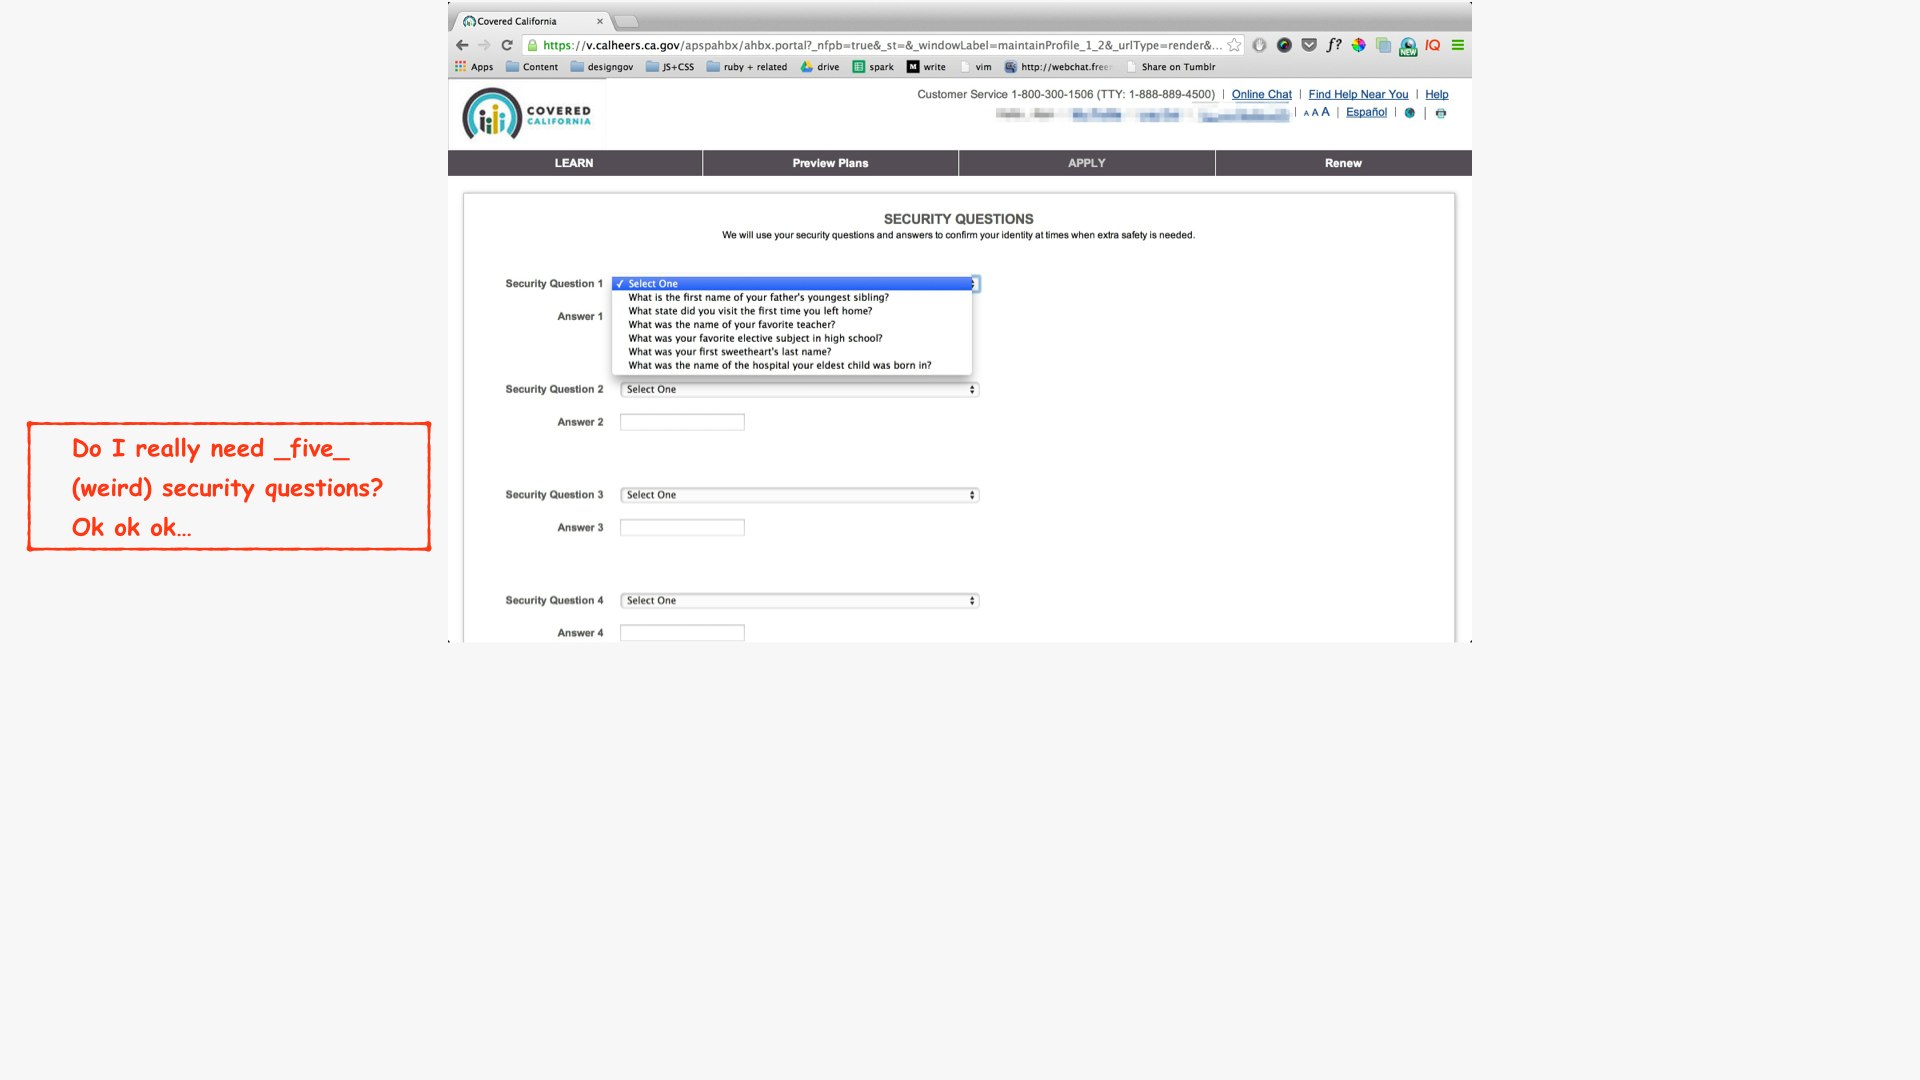 Covered California
https://v.calheers.ca.gov/apspahbx/ahbx.portal?_nfpb=true&_st=&_windowLabel=maintainProfile_1_2&_urlType=render&...
f?
NEW
IQ
Apps Content designgov JS+CSS ruby + related drive spark M write vim http://webchat.free Share on Tumblr
COVERED
CALIFORNIA
Customer Service 1-800-300-1506 (TTY: 1-888-889-4500) | Online Chat | Find Help Near You | Help
A A A | Español
LEARN Preview Plans APPLY Renew
SECURITY QUESTIONS
We will use your security questions and answers to confirm your identity at times when extra safety is needed.
Security Question 1
✓ Select One
What is the first name of your father's youngest sibling?
What state did you visit the first time you left home?
Answer 1
What was the name of your favorite teacher?
What was your favorite elective subject in high school?
What was your first sweetheart's last name?
What was the name of the hospital your eldest child was born in?
Security Question 2 Select One
Answer 2
Security Question 3 Select One
Answer 3
Security Question 4 Select One
Answer 4
Do I really need _five_
(weird) security questions?
Ok ok ok...